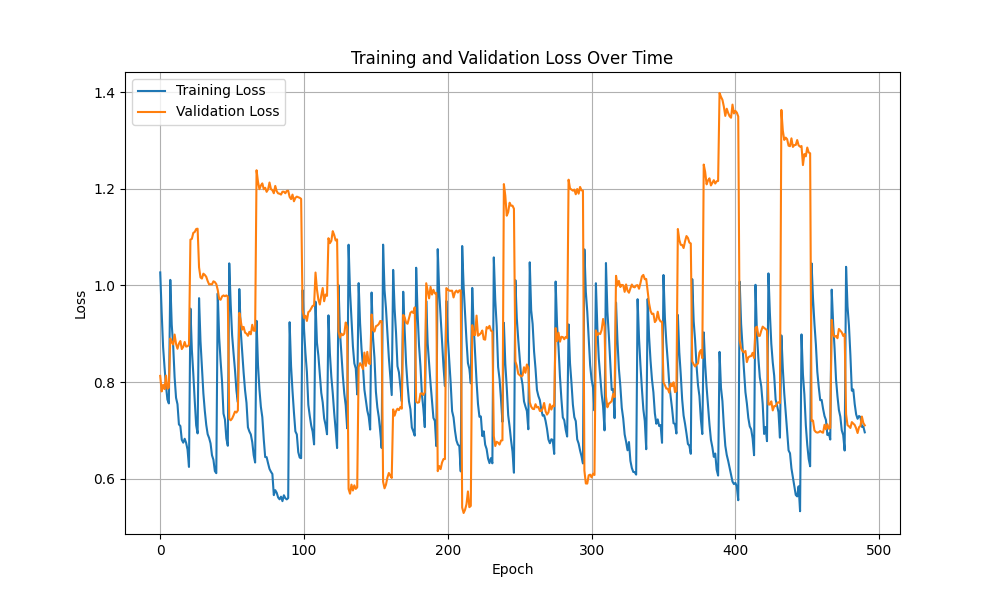 Training and Validation Loss Over Time
Training Loss
Validation Loss
1.4
1.2
1.0
0.8
0.6
Loss
0
100
200
300
400
500
Epoch